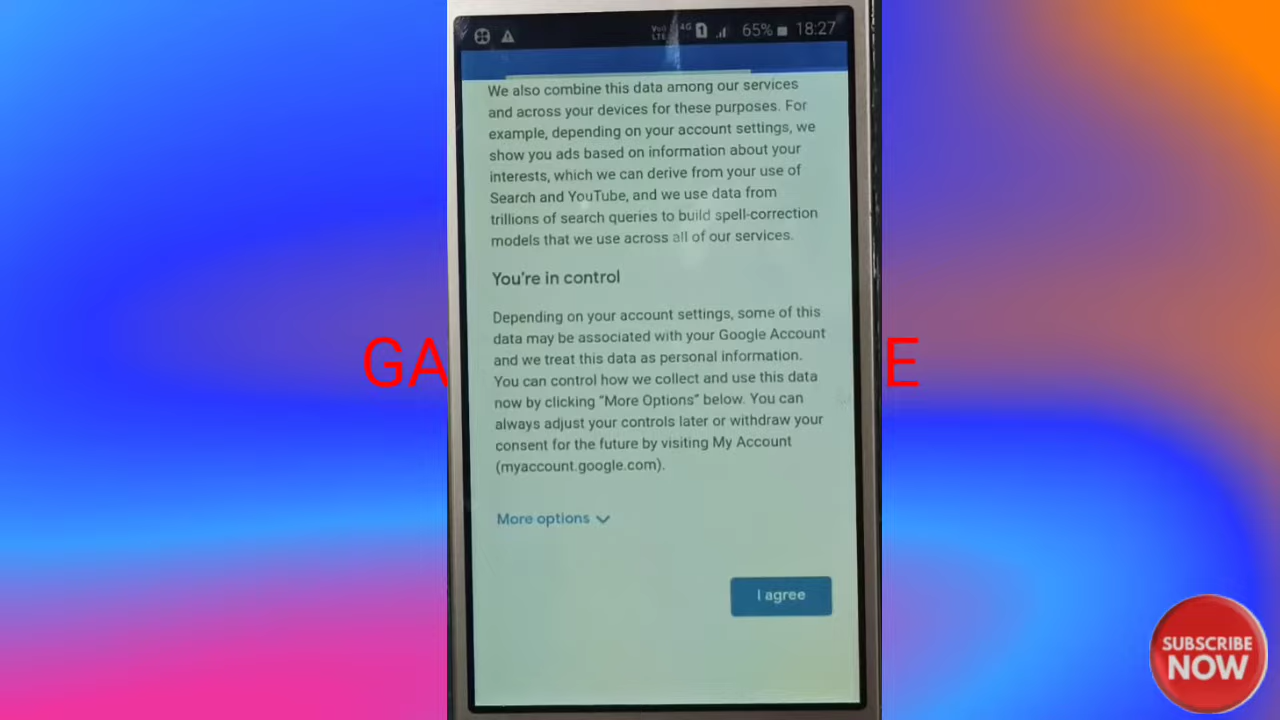 VoLTE 4G 1 65% 18:27
We also combine this data among our services
and across your devices for these purposes. For
example, depending on your account settings, we
show you ads based on information about your
interests, which we can derive from your use of
Search and YouTube, and we use data from
trillions of search queries to build spell-correction
models that we use across all of our services.
You're in control
Depending on your account settings, some of this
data may be associated with your Google Account
and we treat this data as personal information.
You can control how we collect and use this data
now by clicking “More Options” below. You can
always adjust your controls later or withdraw your
consent for the future by visiting My Account
(myaccount.google.com).
More options
I agree
GA
E
SUBSCRIBE
NOW